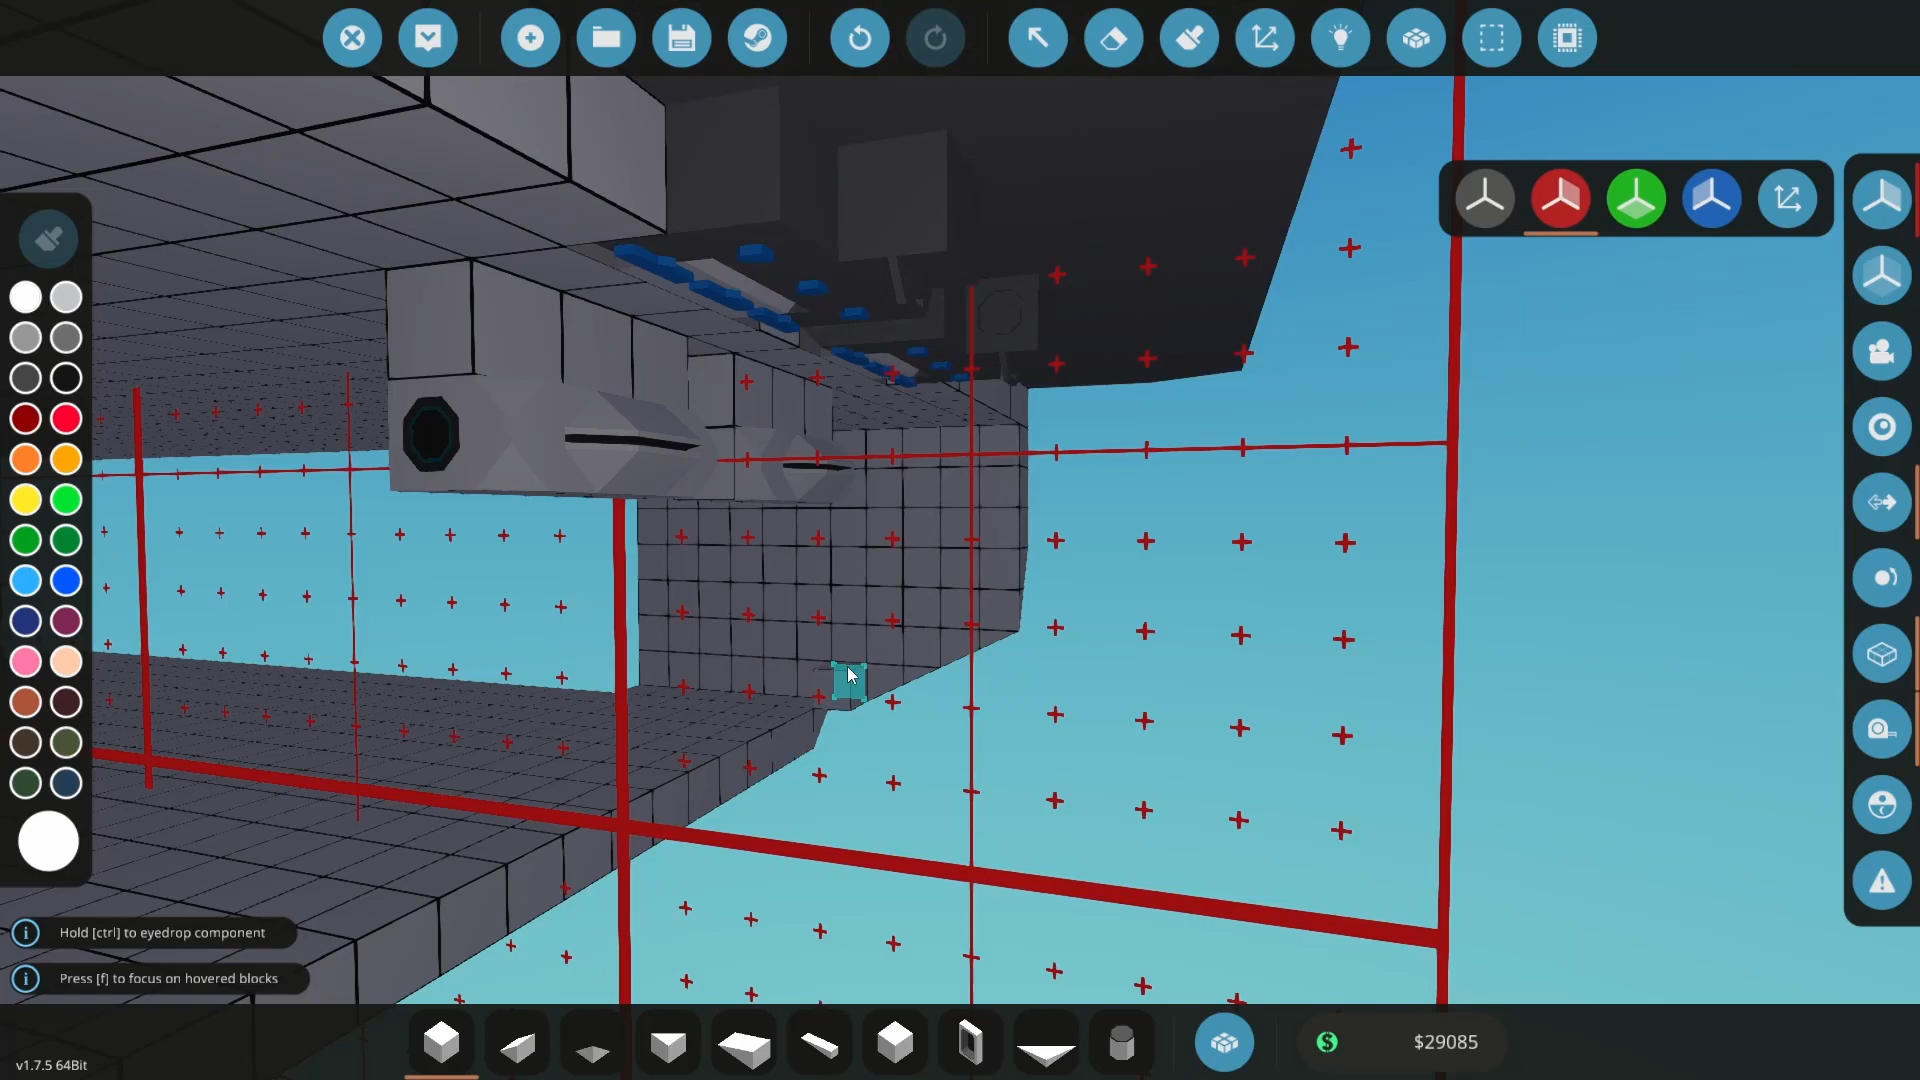 Hold [ctrl] to eyedrop component
Press [f] to focus on hovered blocks
v1.7.5 64Bit
$29085